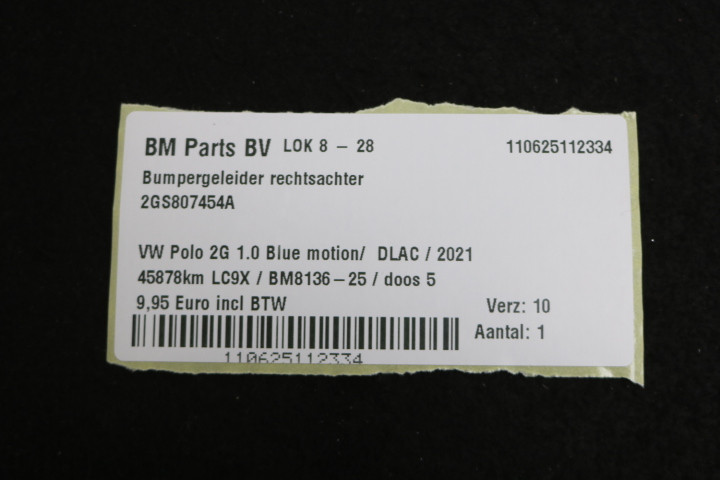 BM Parts BV LOK 8 – 28 110625112334
Bumpergeleider rechtsachter
2GS807454A
VW Polo 2G 1.0 Blue motion/ DLAC / 2021
45878km LC9X / BM8136–25 / doos 5
9,95 Euro incl BTW Verz: 10
Aantal: 1
110625112334